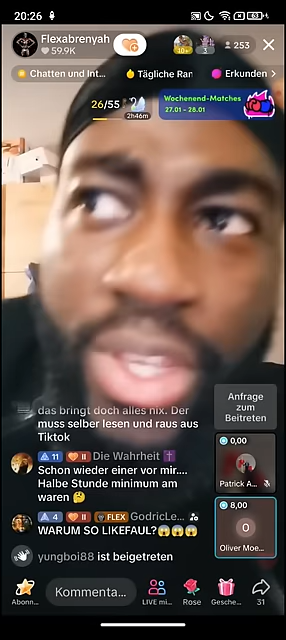 20:26
63
Flexabrenyah
59.9K
10+
3
253
Chatten und Int...
Tägliche Ran
Erkunden >
26/55
2h46m
Wochenend-Matches
27.01 - 28.01
das bringt doch alles nix. Der
muss selber lesen und raus aus
Tiktok
11 II Die Wahrheit
Schon wieder einer vor mir....
Halbe Stunde minimum am
waren 🤔
4 II FLEX GodricLe...
WARUM SO LIKEFAUL?😱😱😱
yungboi88 ist beigetreten
Anfrage
zum
Beitreten
0,00
Patrick A...
8,00
O
Oliver Moe...
Abonn...
Kommenta...
LIVE mi...
Rose
Gesche...
31